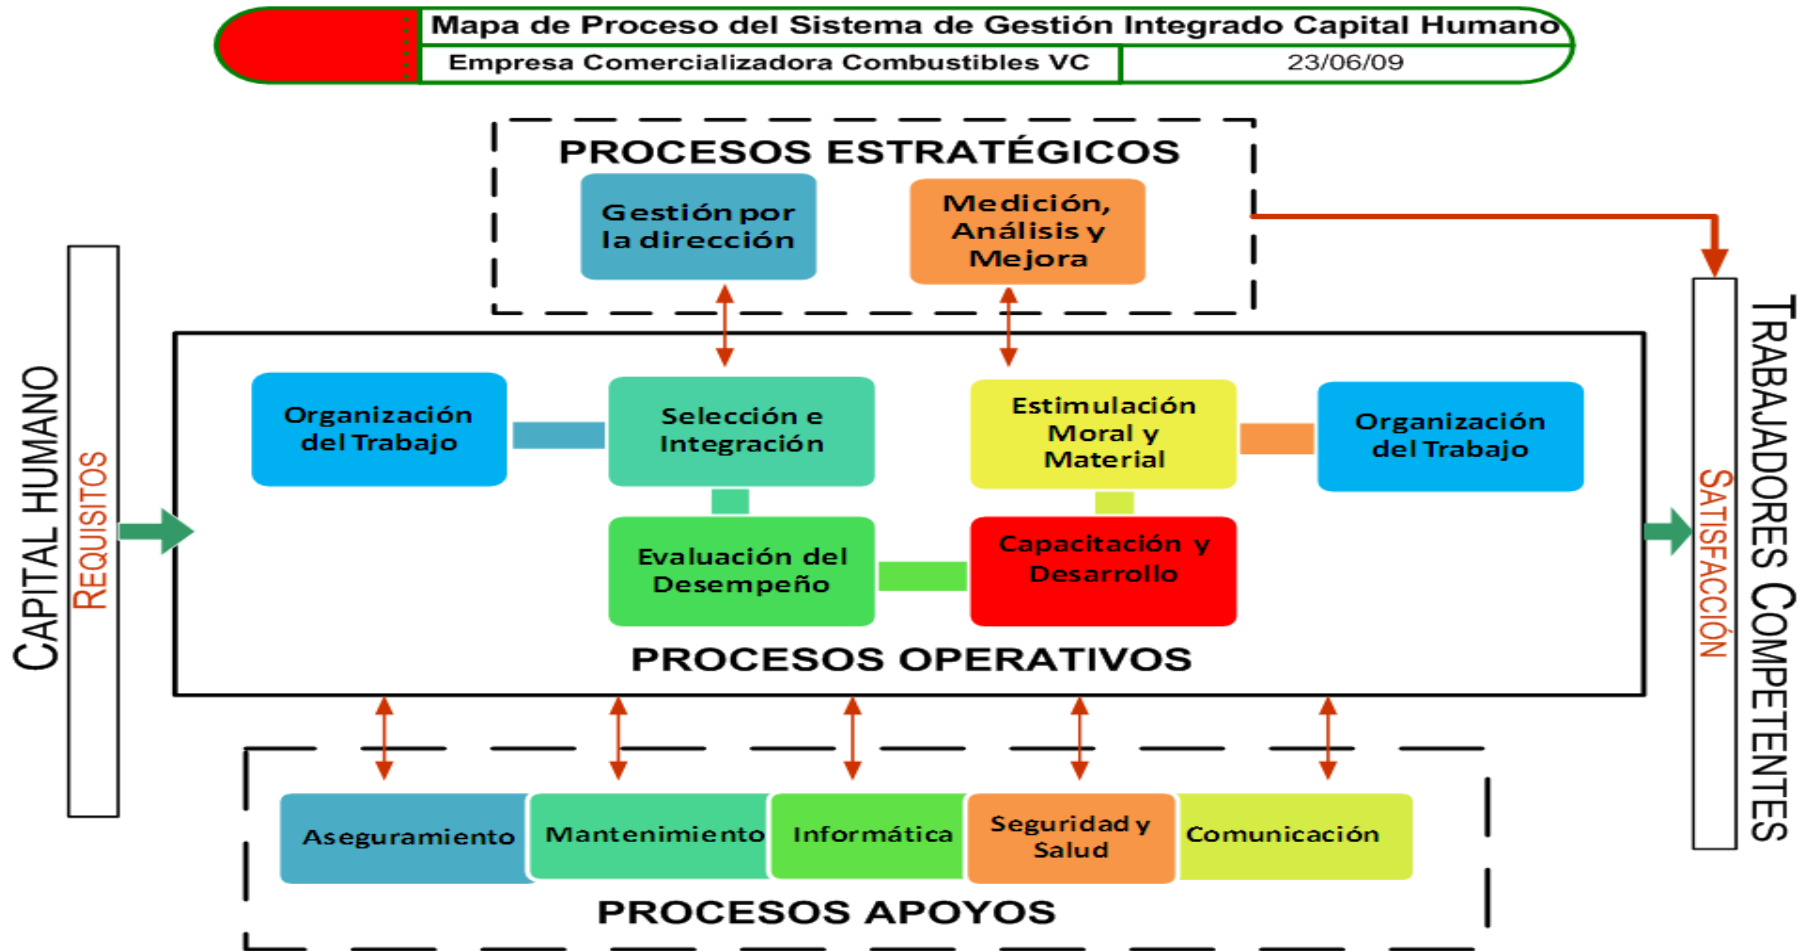 Mapa de Proceso del Sistema de Gestión Integrado Capital Humano
Empresa Comercializadora Combustibles VC
23/06/09
PROCESOS ESTRATÉGICOS
Gestión por
la dirección
Medición,
Análisis y
Mejora
CAPITAL HUMANO
REQUISITOS
Organización
del Trabajo
Selección e
Integración
Estimulación
Moral y
Material
Organización
del Trabajo
Evaluación del
Desempeño
Capacitación y
Desarrollo
PROCESOS OPERATIVOS
SATISFACCIÓN
TRABAJADORES COMPETENTES
Aseguramiento
Mantenimiento
Informática
Seguridad y
Salud
Comunicación
PROCESOS APOYOS